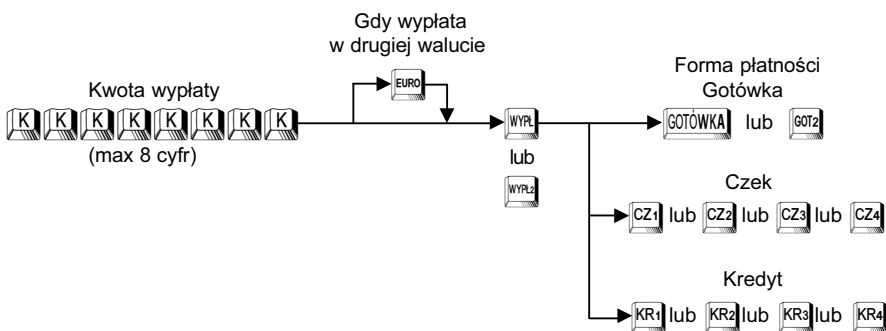 Gdy wypłata
w drugiej walucie
EURO
Kwota wypłaty
K K K K K K K K
(max 8 cyfr)
WYPŁ
lub
WYPŁ2
Forma płatności
Gotówka
GOTÓWKA lub GOT2
Czek
CZ1 lub CZ2 lub CZ3 lub CZ4
Kredyt
KR1 lub KR2 lub KR3 lub KR4